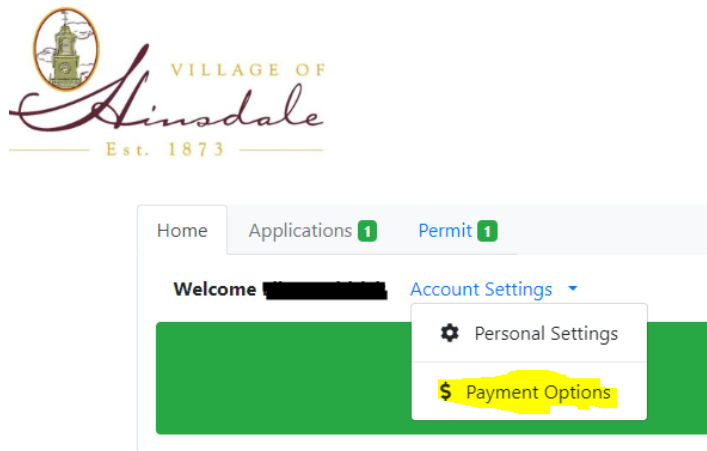 VILLAGE OF
Hinsdale
Est. 1873
Home Applications 1 Permit 1
Welcome Account Settings
Personal Settings
$ Payment Options